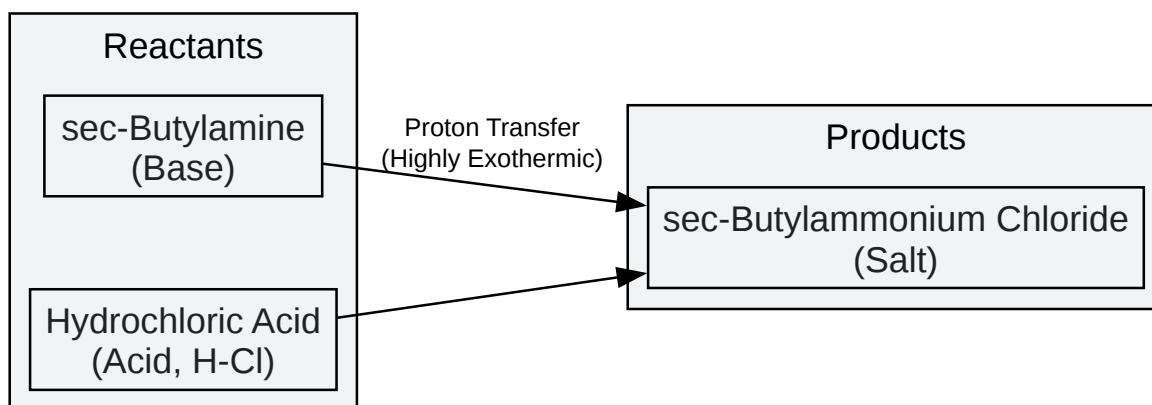 Reactants
sec-Butylamine
(Base)
Hydrochloric Acid
(Acid, H-Cl)
Proton Transfer
(Highly Exothermic)
Products
sec-Butylammonium Chloride
(Salt)